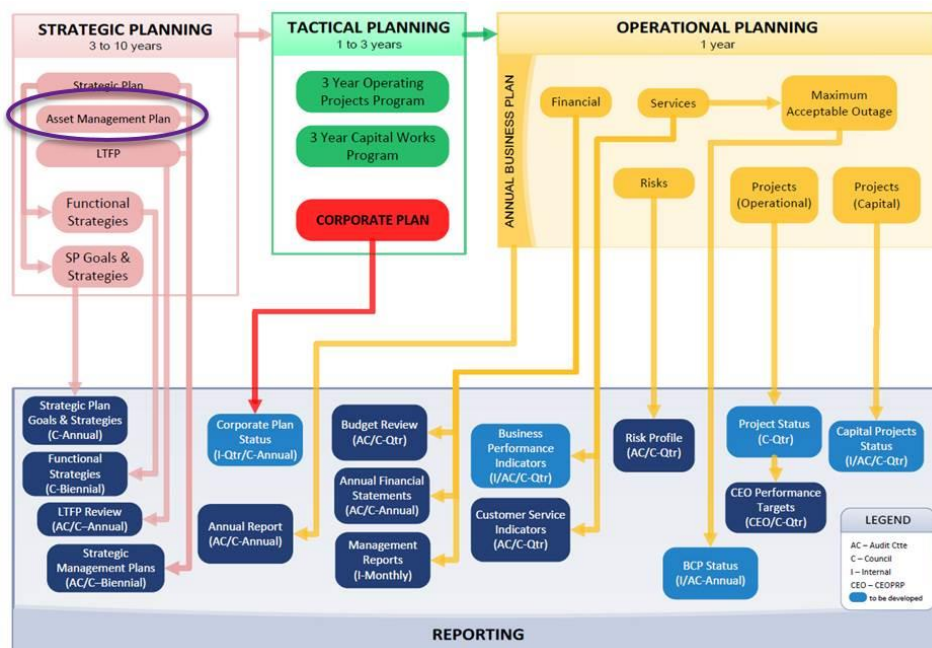 STRATEGIC PLANNING
3 to 10 years
Strategic Plan
Asset Management Plan
LTFP
Functional
Strategies
SP Goals &
Strategies
TACTICAL PLANNING
1 to 3 years
3 Year Operating
Projects Program
3 Year Capital Works
Program
CORPORATE PLAN
OPERATIONAL PLANNING
1 year
ANNUAL BUSINESS PLAN
Financial
Services
Maximum
Acceptable Outage
Risks
Projects
(Operational)
Projects
(Capital)
Strategic Plan
Goals & Strategies
(C-Annual)
Functional
Strategies
(C-Biennial)
LTFP Review
(AC/C–Annual)
Strategic
Management Plans
(AC/C–Biennial)
Corporate Plan
Status
(I-Qtr/C-Annual)
Annual Report
(AC/C-Annual)
Budget Review
(AC/C-Qtr)
Annual Financial
Statements
(AC/C-Annual)
Management
Reports
(I-Monthly)
Business
Performance
Indicators
(I/AC/C-Qtr)
Customer Service
Indicators
(AC/C-Qtr)
Risk Profile
(AC/C-Qtr)
BCP Status
(I/AC-Annual)
Project Status
(C-Qtr)
CEO Performance
Targets
(CEO/C-Qtr)
Capital Projects
Status
(I/AC/C-Qtr)
LEGEND
AC – Audit Ctte
C – Council
I – Internal
CEO – CEOPRP
to be developed
REPORTING